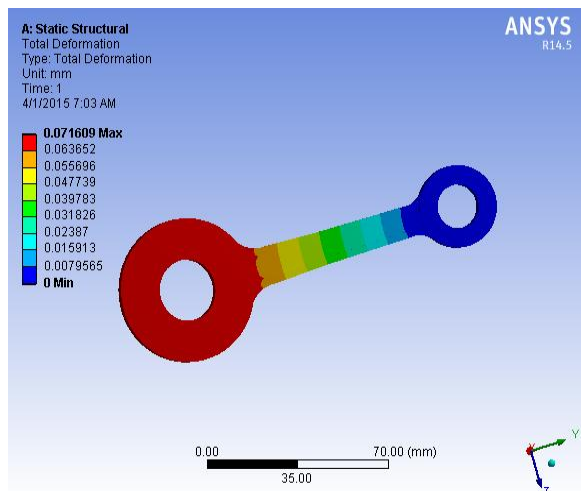 A: Static Structural
Total Deformation
Type: Total Deformation
Unit: mm
Time: 1
4/1/2015 7:03 AM
ANSYS
R14.5
0.071609 Max
0.063652
0.055696
0.047739
0.039783
0.031826
0.02387
0.015913
0.0079565
0 Min
0.00
70.00 (mm)
35.00
X
Y
Z